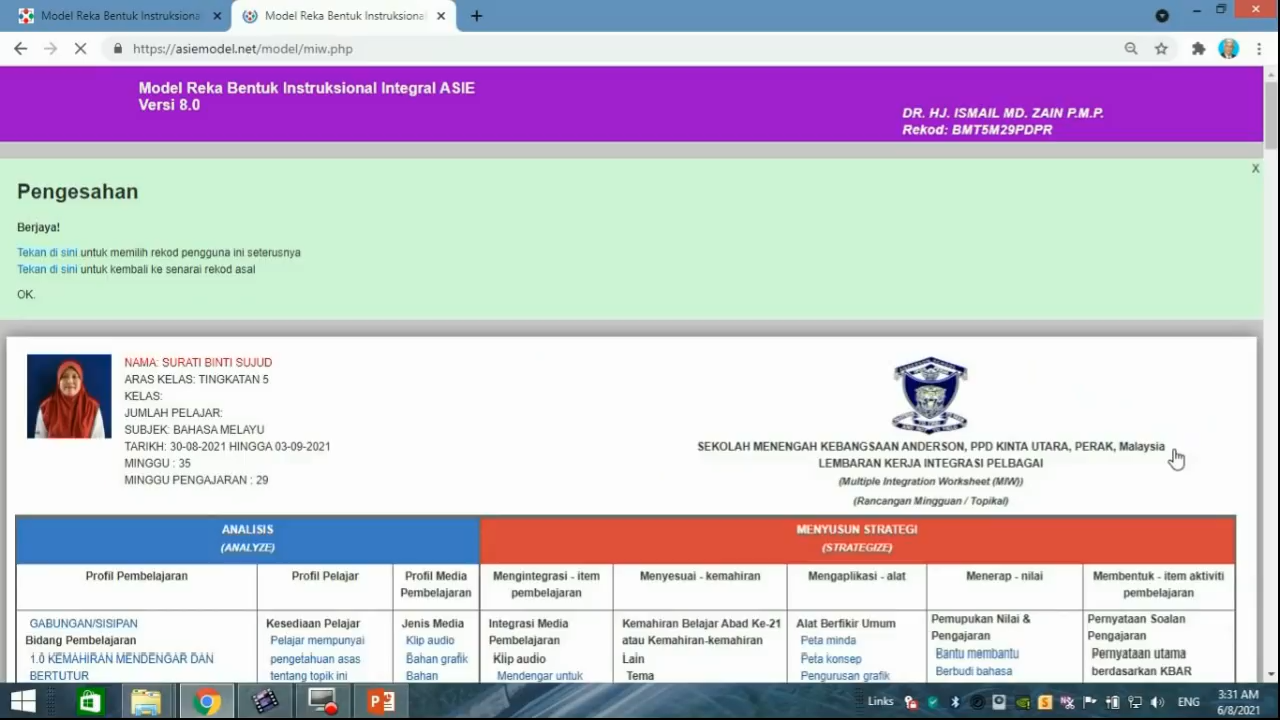 Model Reka Bentuk Instruksiona
Model Reka Bentuk Instruksional
https://asiemodel.net/model/miw.php
Model Reka Bentuk Instruksional Integral ASIE
Versi 8.0
DR. HJ. ISMAIL MD. ZAIN P.M.P.
Rekod: BMT5M29PDPR
X
Pengesahan
Berjaya!
Tekan di sini untuk memilih rekod pengguna ini seterusnya
Tekan di sini untuk kembali ke senarai rekod asal
OK.
NAMA: SURATI BINTI SUJUD
ARAS KELAS: TINGKATAN 5
KELAS:
JUMLAH PELAJAR:
SUBJEK: BAHASA MELAYU
TARIKH: 30-08-2021 HINGGA 03-09-2021
MINGGU : 35
MINGGU PENGAJARAN : 29
SEKOLAH MENENGAH KEBANGSAAN ANDERSON, PPD KINTA UTARA, PERAK, Malaysia
LEMBARAN KERJA INTEGRASI PELBAGAI
(Multiple Integration Worksheet (MIW))
(Rancangan Mingguan / Topikal)
ANALISIS
(ANALYZE)
MENYUSUN STRATEGI
(STRATEGIZE)
Profil Pembelajaran
Profil Pelajar
Profil Media
Pembelajaran
Mengintegrasi - item
pembelajaran
Menyesuai - kemahiran
Mengaplikasi - alat
Menerap - nilai
Membentuk - item aktiviti
pembelajaran
GABUNGAN/SISIPAN
Bidang Pembelajaran
1.0 KEMAHIRAN MENDENGAR DAN
BERTUTUR
Kesediaan Pelajar
Pelajar mempunyai
pengetahuan asas
tentang topik ini
Jenis Media
Klip audio
Bahan grafik
Bahan
Integrasi Media
Pembelajaran
Klip audio
Mendengar untuk
Kemahiran Belajar Abad Ke-21
atau Kemahiran-kemahiran
Lain
Tema
Alat Berfikir Umum
Peta minda
Peta konsep
Pengurusan grafik
Pemupukan Nilai &
Pengajaran
Bantu membantu
Berbudi bahasa
Pernyataan Soalan
Pengajaran
Pernyataan utama
berdasarkan KBAR
Links
ENG
3:31 AM
6/8/2021